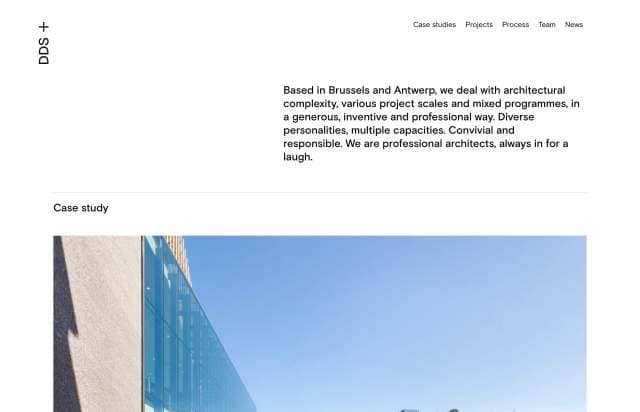 DDS +
Case studies Projects Process Team News
Based in Brussels and Antwerp, we deal with architectural
complexity, various project scales and mixed programmes, in
a generous, inventive and professional way. Diverse
personalities, multiple capacities. Convivial and
responsible. We are professional architects, always in for a
laugh.
Case study